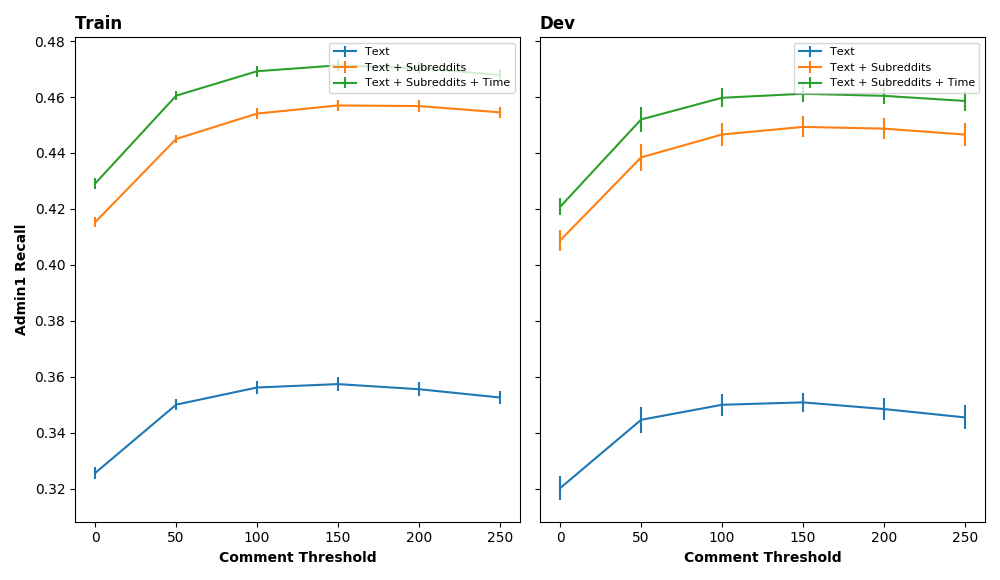 Train
Dev
Text
Text + Subreddits
Text + Subreddits + Time
Text
Text + Subreddits
Text + Subreddits + Time
Admin1 Recall
0.48
0.46
0.44
0.42
0.40
0.38
0.36
0.34
0.32
0 50 100 150 200 250
0 50 100 150 200 250
Comment Threshold
Comment Threshold